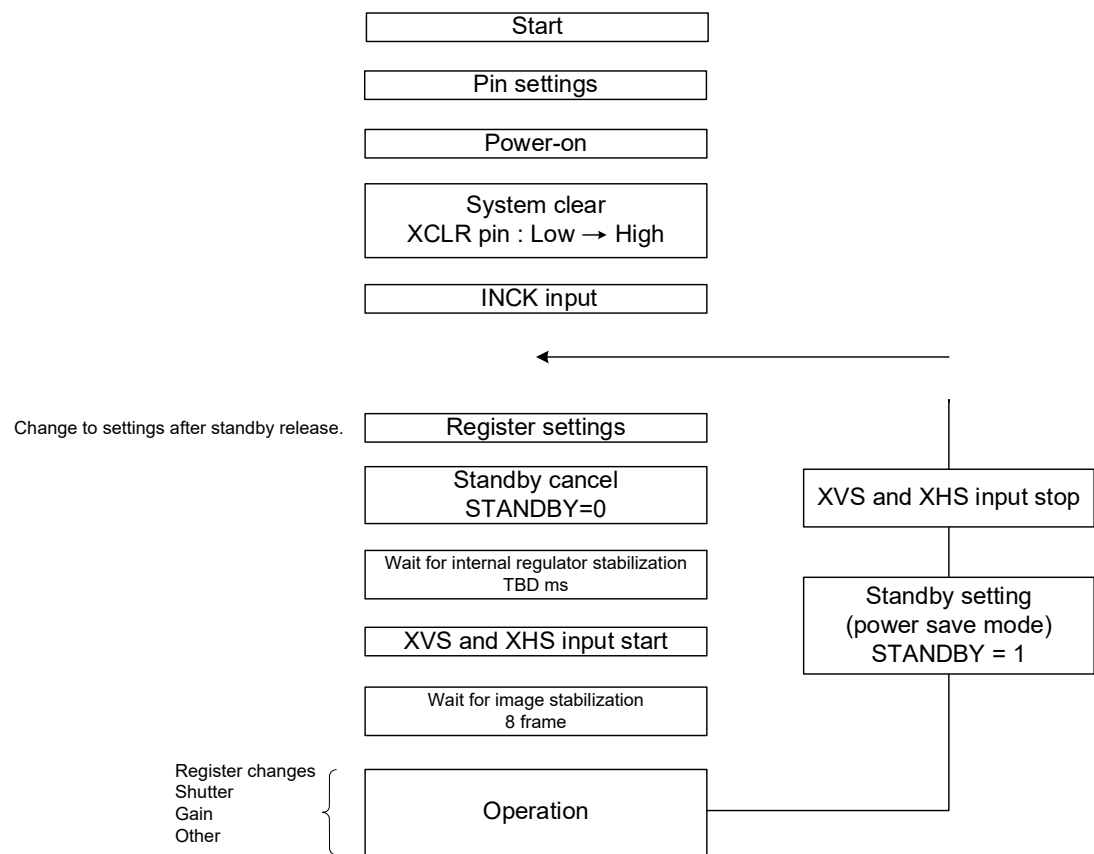 Start
Pin settings
Power-on
System clear
XCLR pin : Low → High
INCK input
Change to settings after standby release.
Register settings
Standby cancel
STANDBY=0
Wait for internal regulator stabilization
TBD ms
XVS and XHS input start
Wait for image stabilization
8 frame
Register changes
Shutter
Gain
Other
Operation
XVS and XHS input stop
Standby setting
(power save mode)
STANDBY = 1